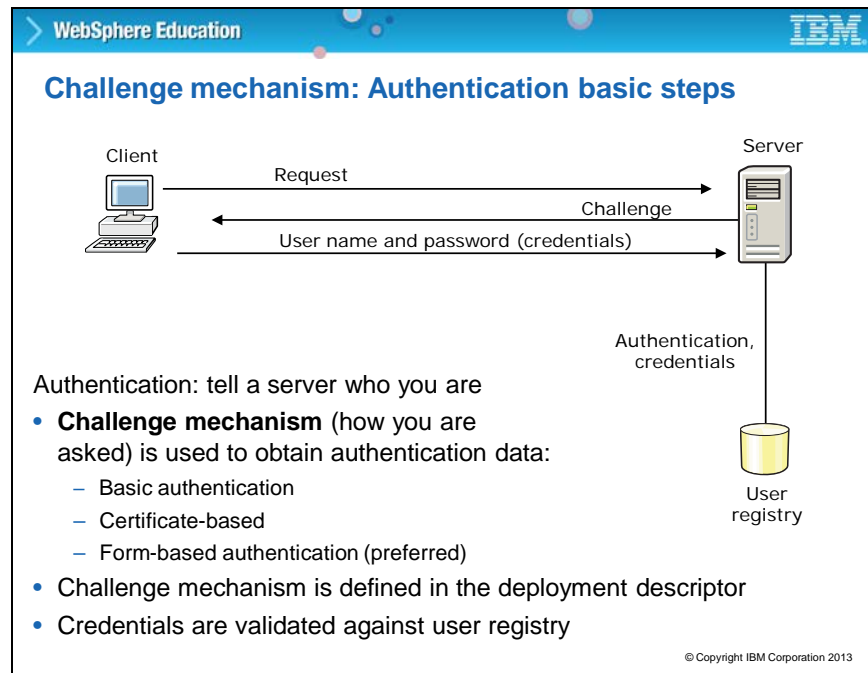 WebSphere Education
IBM
Challenge mechanism: Authentication basic steps
Client
Server
Request
Challenge
User name and password (credentials)
Authentication,
credentials
User
registry
Authentication: tell a server who you are
• Challenge mechanism (how you are
asked) is used to obtain authentication data:
– Basic authentication
– Certificate-based
– Form-based authentication (preferred)
• Challenge mechanism is defined in the deployment descriptor
• Credentials are validated against user registry
© Copyright IBM Corporation 2013